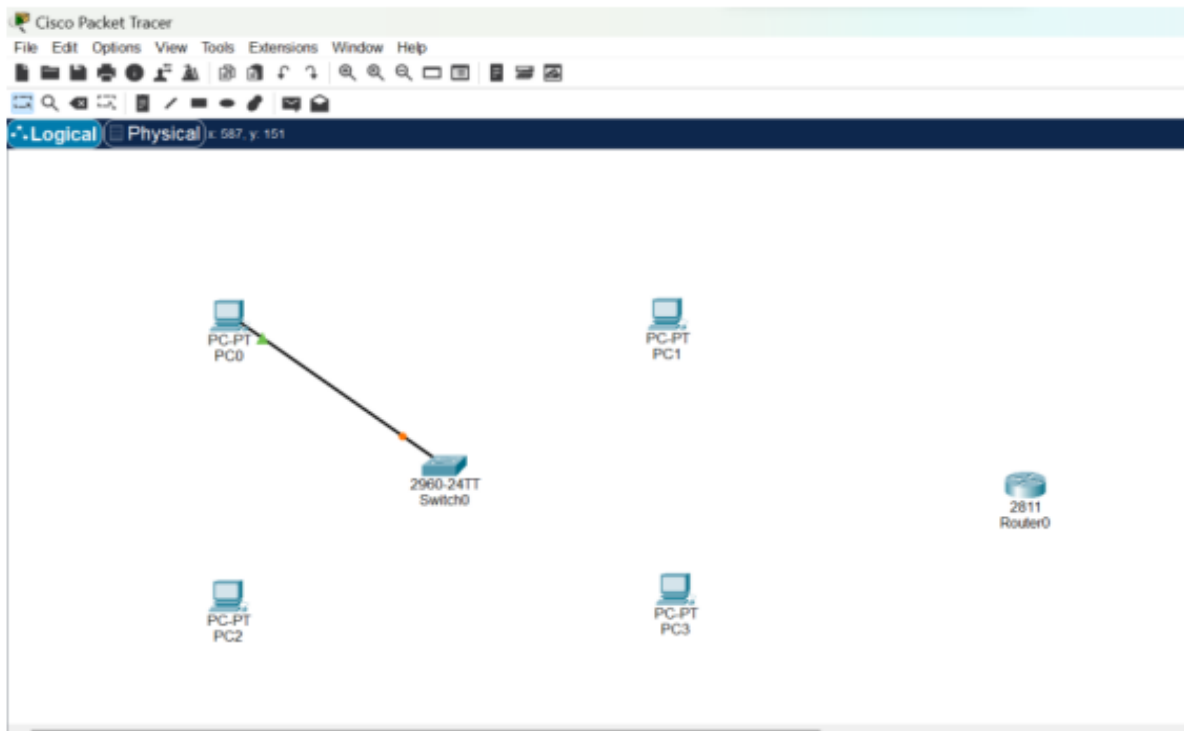 Cisco Packet Tracer
File Edit Options View Tools Extensions Window Help
Logical Physical x: 587, y: 151
PC-PT
PC0
PC-PT
PC1
2960-24TT
Switch0
2811
Router0
PC-PT
PC2
PC-PT
PC3